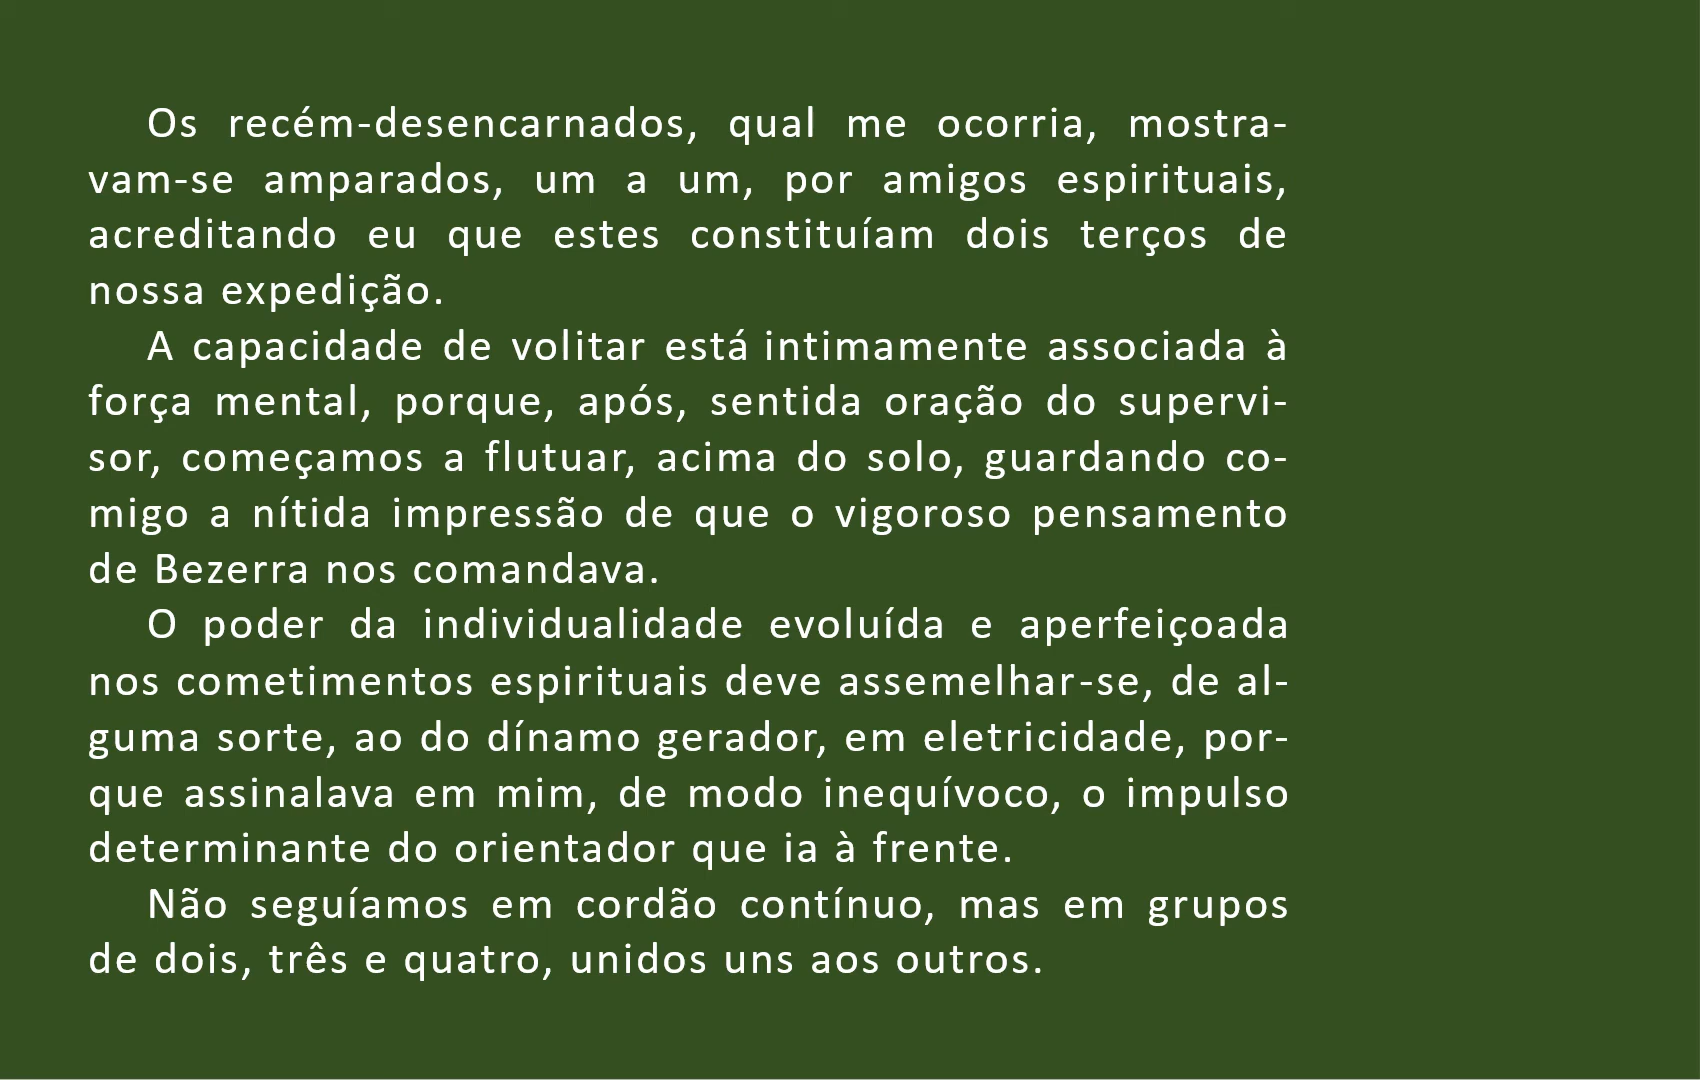 Os recém-desencarnados, qual me ocorria, mostra-
vam-se amparados, um a um, por amigos espirituais,
acreditando eu que estes constituíam dois terços de
nossa expedição.
A capacidade de volitar está intimamente associada à
força mental, porque, após, sentida oração do supervi-
sor, começamos a flutuar, acima do solo, guardando co-
migo a nítida impressão de que o vigoroso pensamento
de Bezerra nos comandava.
O poder da individualidade evoluída e aperfeiçoada
nos cometimentos espirituais deve assemelhar-se, de al-
guma sorte, ao do dínamo gerador, em eletricidade, por-
que assinalava em mim, de modo inequívoco, o impulso
determinante do orientador que ia à frente.
Não seguíamos em cordão contínuo, mas em grupos
de dois, três e quatro, unidos uns aos outros.